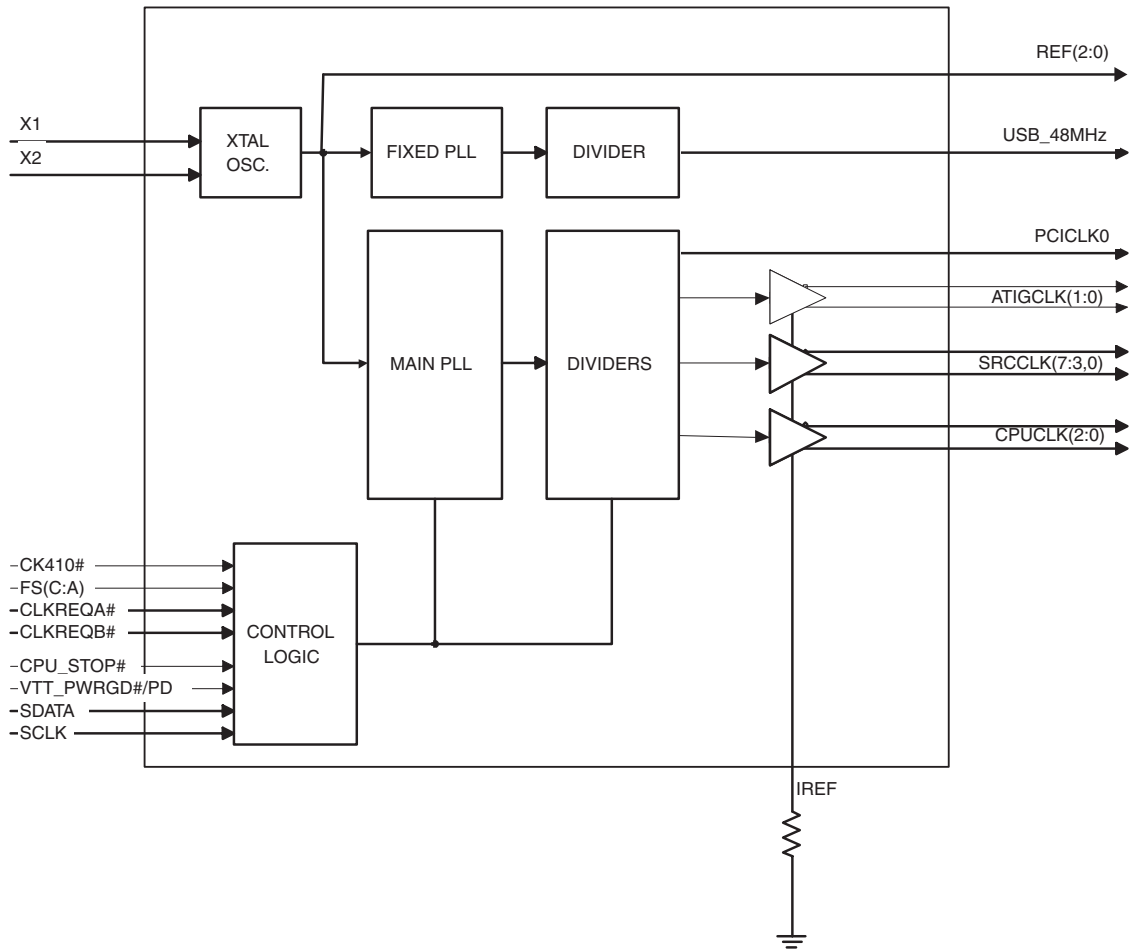 REF(2:0)
X1
X2
XTAL
OSC.
FIXED PLL
DIVIDER
USB_48MHz
PCICLK0
ATIGCLK(1:0)
MAIN PLL
DIVIDERS
SRCCLK(7:3,0)
CPUCLK(2:0)
CK410#
FS(C:A)
CLKREQA#
CLKREQB#
CPU_STOP#
VTT_PWRGD#/PD
SDATA
SCLK
CONTROL
LOGIC
IREF